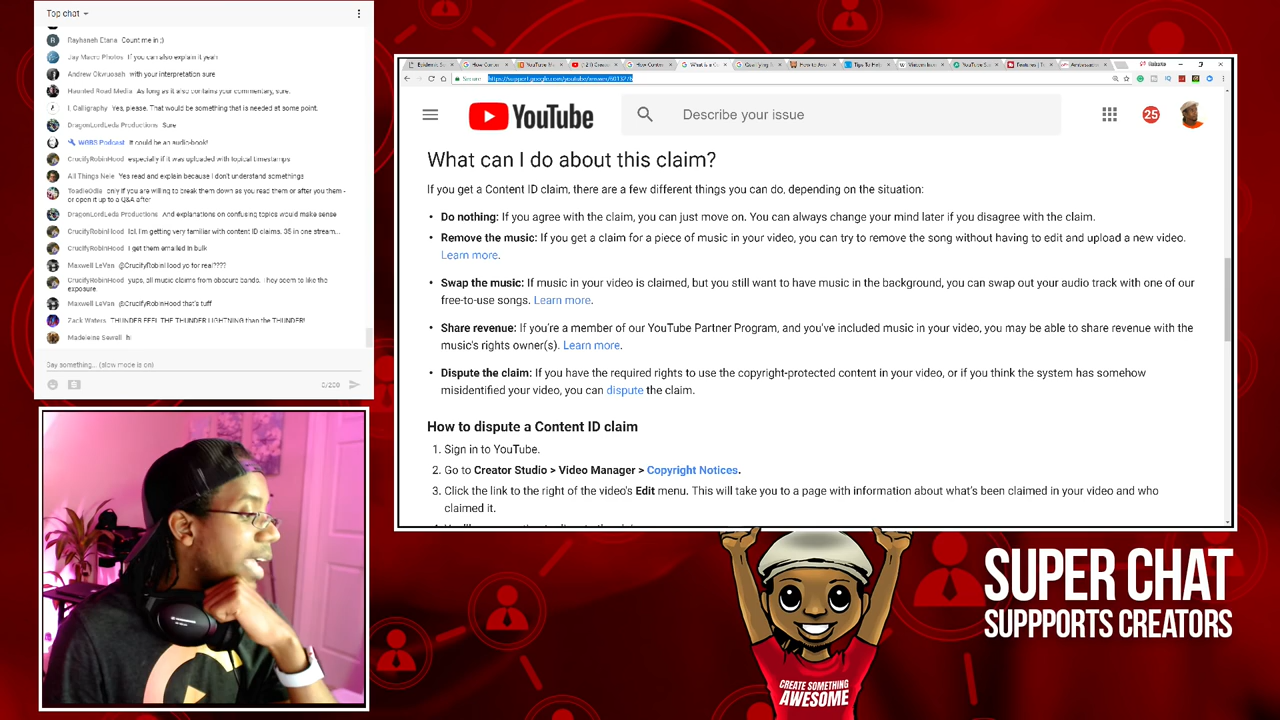 Top chat
Rayhaneh Etana Count me in :)
Jay Maerd Photos If you can also explain it yeah
Andrew Okwuosah with your interpretation sure
Haunted Road Media As long as it also contains your commentary, sure.
I. Calligraphy Yes, please. That would be something that is needed at some point.
DragonLordLeda Productions Sure
WGBS Podcast It could be an audio-book!
CrucifyRobinHood especially if it was uploaded with topical timestamps
All Things Nele Yes read and explain because I don't understand somethings
ToadieOdie only if you are willing to break them down as you read them or after you them -
or open it up to a Q&A after
DragonLordLeda Productions And explanations on confusing topics would make sense
CrucifyRobinHood lol, I'm getting very familiar with content ID claims. 35 in one stream...
CrucifyRobinHood I get them emailed in bulk
Maxwell LeVan yo for real????
CrucifyRobinHood yups, all music claims from obscure bands. They seem to like the
exposure
Maxwell LeVan @CrucifyRobinHood that's tuff
Zack Waters THUNDER FEEL THE THUNDER LIGHTNING than the THUNDER!
Madeleine Sewell hi
Say something... (slow mode is on)
0/200
Secure
YouTube
Describe your issue
25
What can I do about this claim?
If you get a Content ID claim, there are a few different things you can do, depending on the situation:
• Do nothing: If you agree with the claim, you can just move on. You can always change your mind later if you disagree with the claim.
• Remove the music: If you get a claim for a piece of music in your video, you can try to remove the song without having to edit and upload a new video.
Learn more.
• Swap the music: If music in your video is claimed, but you still want to have music in the background, you can swap out your audio track with one of our
free-to-use songs. Learn more.
• Share revenue: If you're a member of our YouTube Partner Program, and you've included music in your video, you may be able to share revenue with the
music's rights owner(s). Learn more.
• Dispute the claim: If you have the required rights to use the copyright-protected content in your video, or if you think the system has somehow
misidentified your video, you can dispute the claim.
How to dispute a Content ID claim
1. Sign in to YouTube.
2. Go to Creator Studio > Video Manager > Copyright Notices.
3. Click the link to the right of the video's Edit menu. This will take you to a page with information about what's been claimed in your video and who
claimed it.
SUPER CHAT
SUPPPORTS CREATORS
CREATE SOMETHING
AWESOME